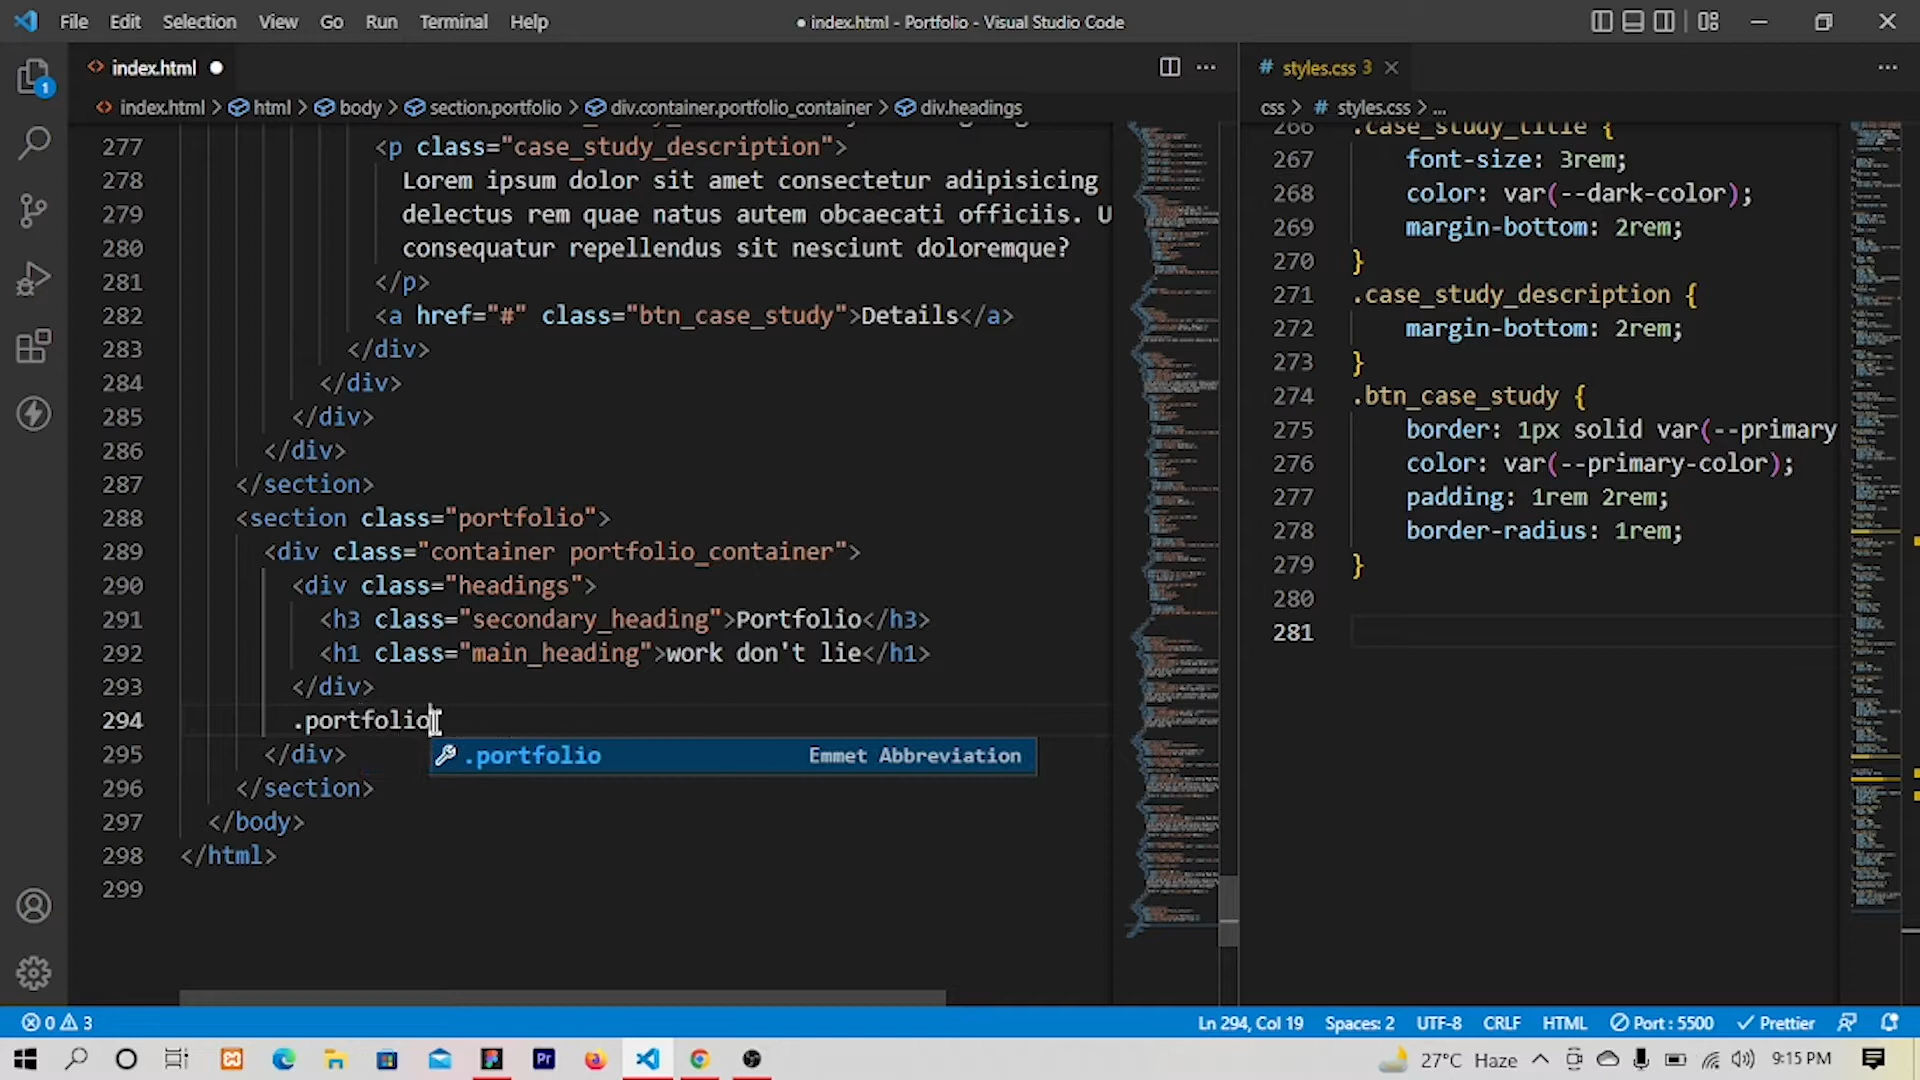 File Edit Selection View Go Run Terminal Help
● index.html - Portfolio - Visual Studio Code
index.html ●
index.html > html > body > section.portfolio > div.container.portfolio_container > div.headings
277 <p class="case_study_description">
278 Lorem ipsum dolor sit amet consectetur adipisicing
279 delectus rem quae natus autem obcaecati officiis. U
280 consequatur repellendus sit nesciunt doloremque?
281 </p>
282 <a href="#" class="btn_case_study">Details</a>
283 </div>
284 </div>
285 </div>
286 </div>
287 </section>
288 <section class="portfolio">
289 <div class="container portfolio_container">
290 <div class="headings">
291 <h3 class="secondary_heading">Portfolio</h3>
292 <h1 class="main_heading">work don't lie</h1>
293 </div>
294 .portfolio
.portfolio Emmet Abbreviation
295 </div>
296 </section>
297 </body>
298 </html>
299
# styles.css 3
css > # styles.css > ...
266 .case_study_title {
267 font-size: 3rem;
268 color: var(--dark-color);
269 margin-bottom: 2rem;
270 }
271 .case_study_description {
272 margin-bottom: 2rem;
273 }
274 .btn_case_study {
275 border: 1px solid var(--primary
276 color: var(--primary-color);
277 padding: 1rem 2rem;
278 border-radius: 1rem;
279 }
280
281
1
0 3
Ln 294, Col 19 Spaces: 2 UTF-8 CRLF HTML Port : 5500 Prettier
Pr
27°C Haze 9:15 PM